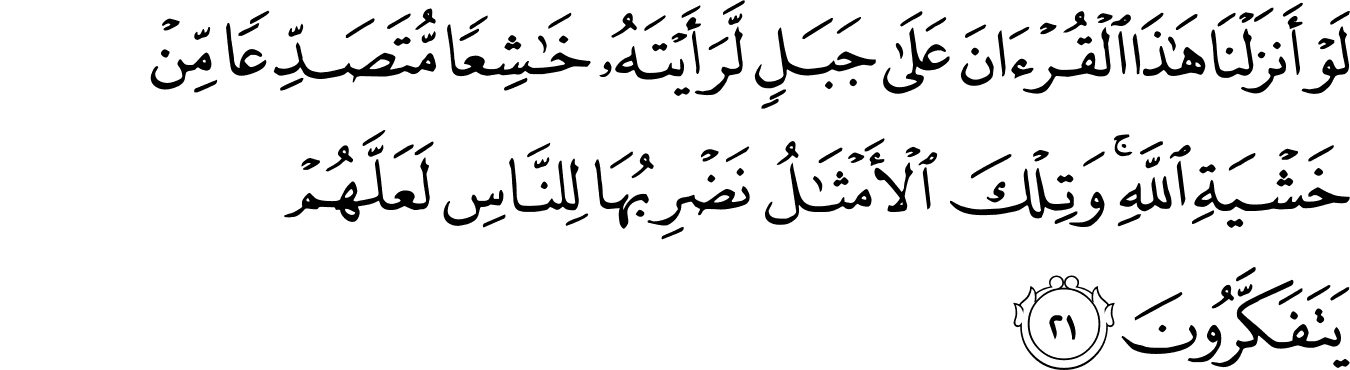 لَوْ أَنزَلْنَا هَـٰذَا ٱلْقُرْءَانَ عَلَىٰ جَبَلٍ لَّرَأَيْتَهُۥ خَـٰشِعًا مُّتَصَدِّعًا مِّنْ
خَشْيَةِ ٱللَّهِ ۚ وَتِلْكَ ٱلْأَمْثَـٰلُ نَضْرِبُهَا لِلنَّاسِ لَعَلَّهُمْ
يَتَفَكَّرُونَ ٢١